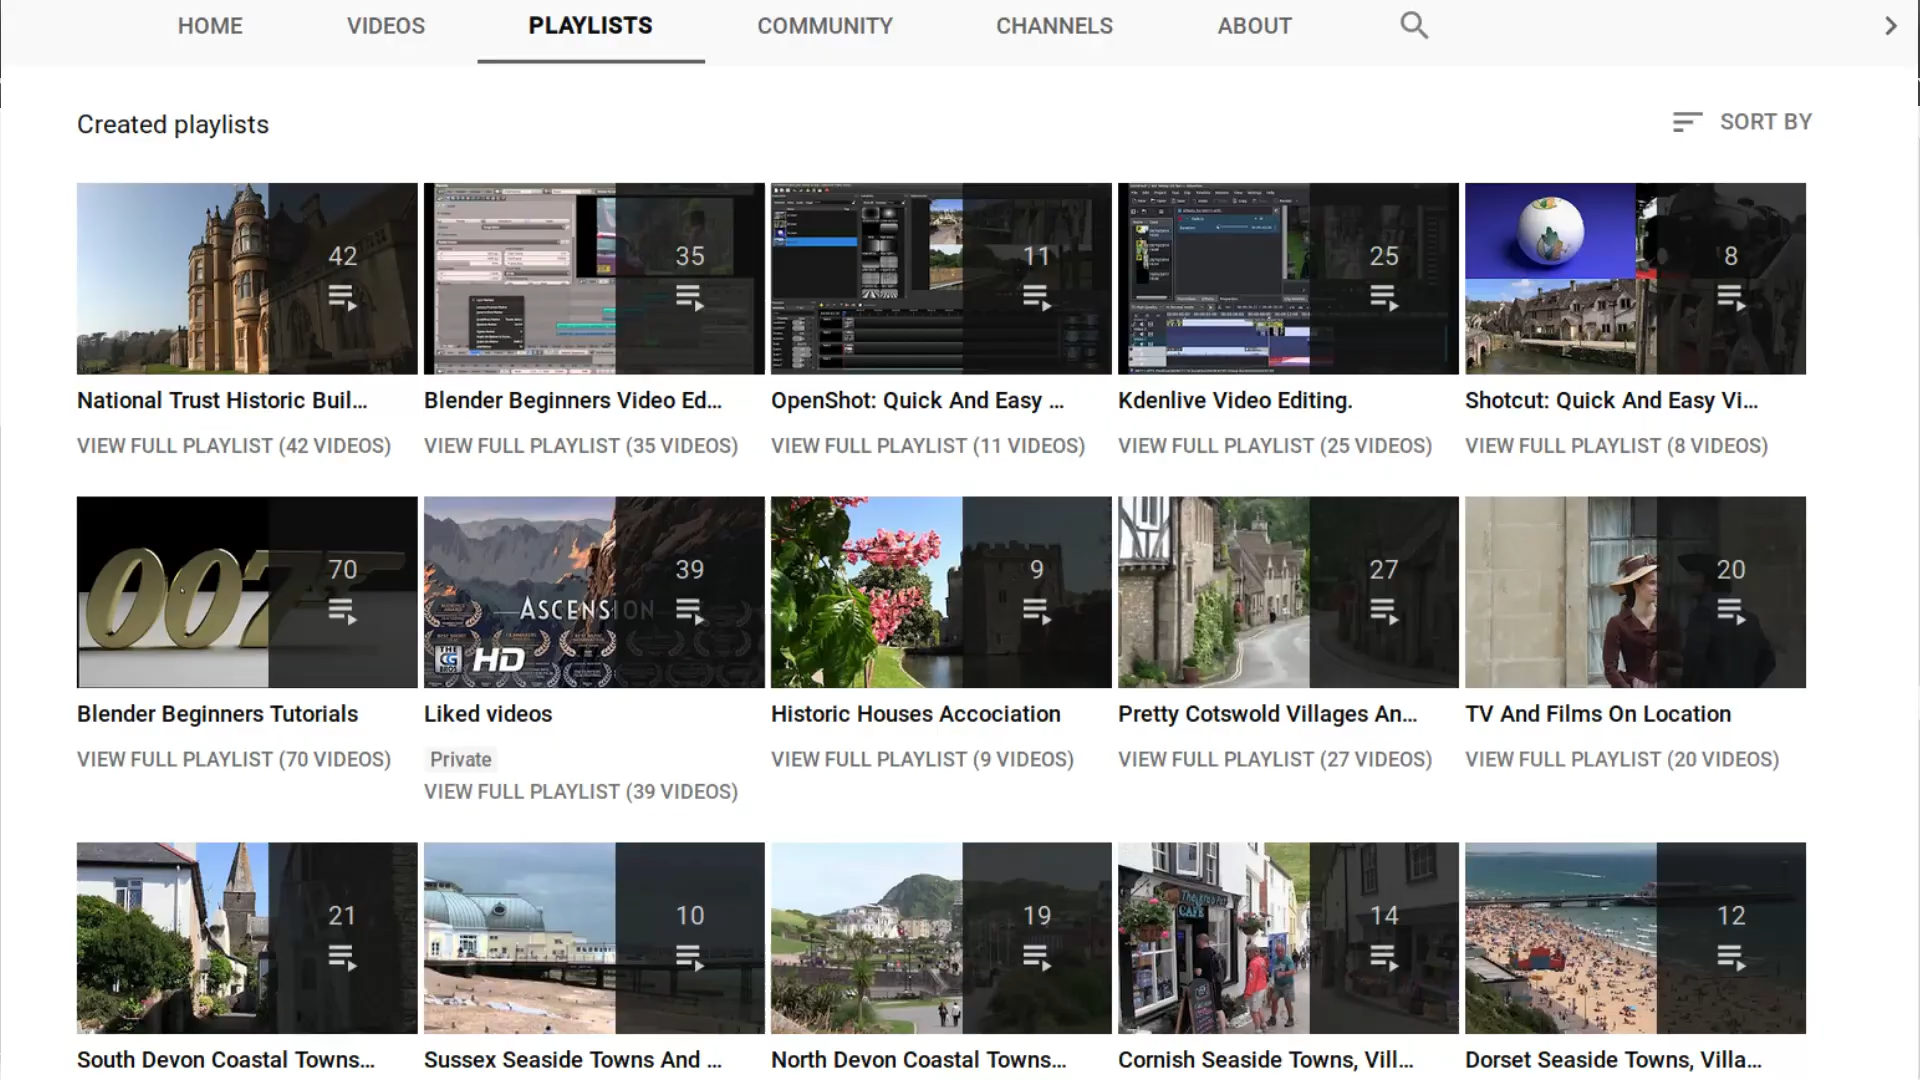 HOME VIDEOS PLAYLISTS COMMUNITY CHANNELS ABOUT
Created playlists
SORT BY
42 35 11 25 8
National Trust Historic Buil... Blender Beginners Video Ed... OpenShot: Quick And Easy ... Kdenlive Video Editing. Shotcut: Quick And Easy Vi...
VIEW FULL PLAYLIST (42 VIDEOS) VIEW FULL PLAYLIST (35 VIDEOS) VIEW FULL PLAYLIST (11 VIDEOS) VIEW FULL PLAYLIST (25 VIDEOS) VIEW FULL PLAYLIST (8 VIDEOS)
007 70 39 9 27 20
ASCENSION
THE CG BROS HD
Blender Beginners Tutorials Liked videos Historic Houses Accociation Pretty Cotswold Villages An... TV And Films On Location
VIEW FULL PLAYLIST (70 VIDEOS) Private VIEW FULL PLAYLIST (9 VIDEOS) VIEW FULL PLAYLIST (27 VIDEOS) VIEW FULL PLAYLIST (20 VIDEOS)
VIEW FULL PLAYLIST (39 VIDEOS)
21 10 19 14 12
CAFE
South Devon Coastal Towns... Sussex Seaside Towns And ... North Devon Coastal Towns... Cornish Seaside Towns, Vill... Dorset Seaside Towns, Villa...